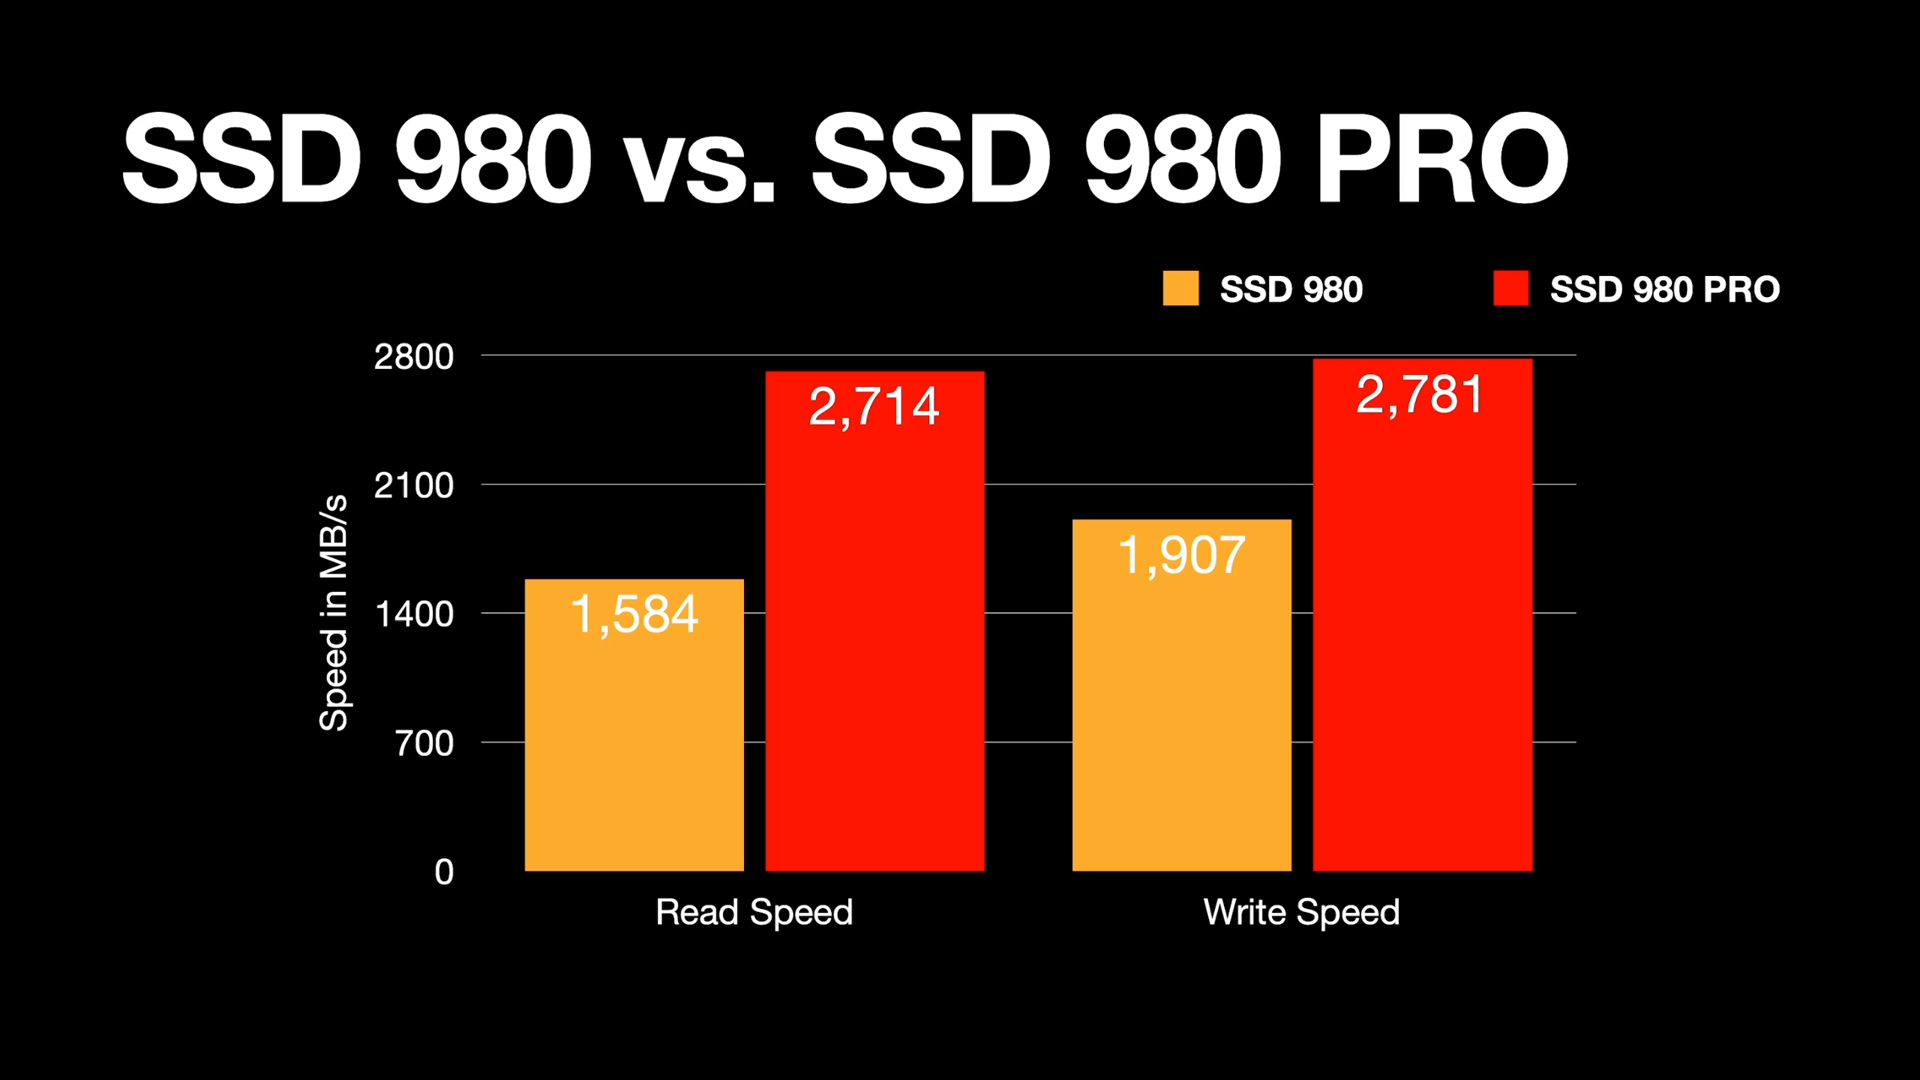 SSD 980 vs. SSD 980 PRO
SSD 980
SSD 980 PRO
Speed in MB/s
2800
2100
1400
700
0
1,584
2,714
1,907
2,781
Read Speed
Write Speed